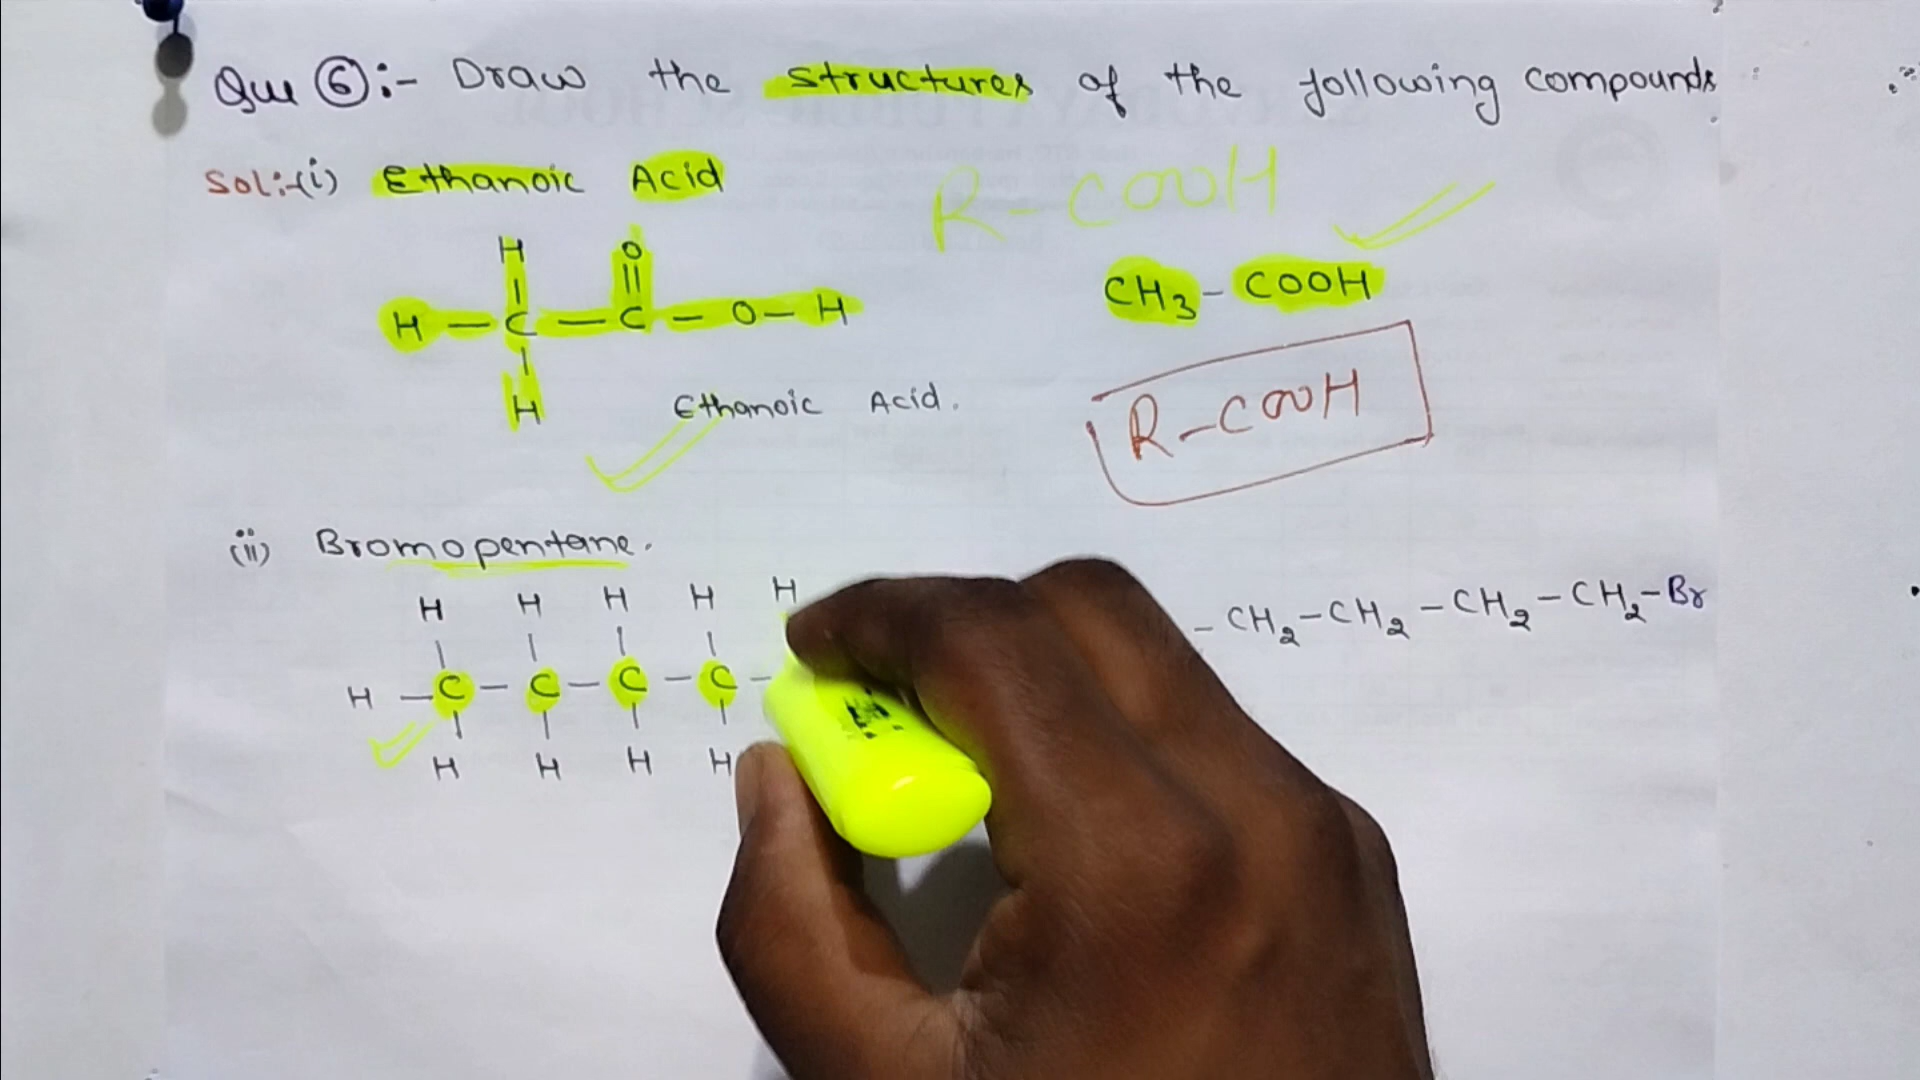 Que ⑥:- Draw the structures of the following compounds :
Sol:-(i) Ethanoic Acid
R-COOH
H O
H - C - C - O - H
H
CH3 - COOH
Ethanoic Acid.
R-COOH
(ii) Bromopentane.
H H H H H
H - C - C - C - C -
H H H H
- CH2 - CH2 - CH2 - CH2 - Br